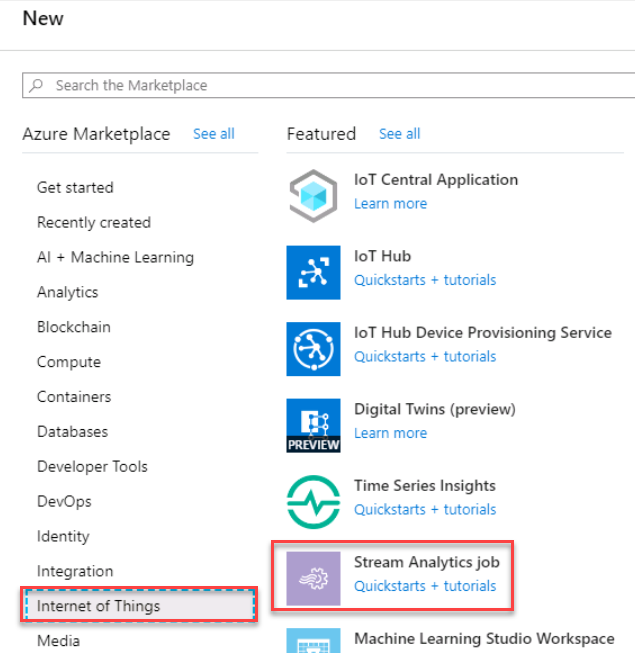 New
Search the Marketplace
Azure Marketplace See all
Get started
Recently created
AI + Machine Learning
Analytics
Blockchain
Compute
Containers
Databases
Developer Tools
DevOps
Identity
Integration
Internet of Things
Media
Featured See all
IoT Central Application
Learn more
IoT Hub
Quickstarts + tutorials
IoT Hub Device Provisioning Service
Quickstarts + tutorials
PREVIEW
Digital Twins (preview)
Learn more
Time Series Insights
Quickstarts + tutorials
Stream Analytics job
Quickstarts + tutorials
Machine Learning Studio Workspace